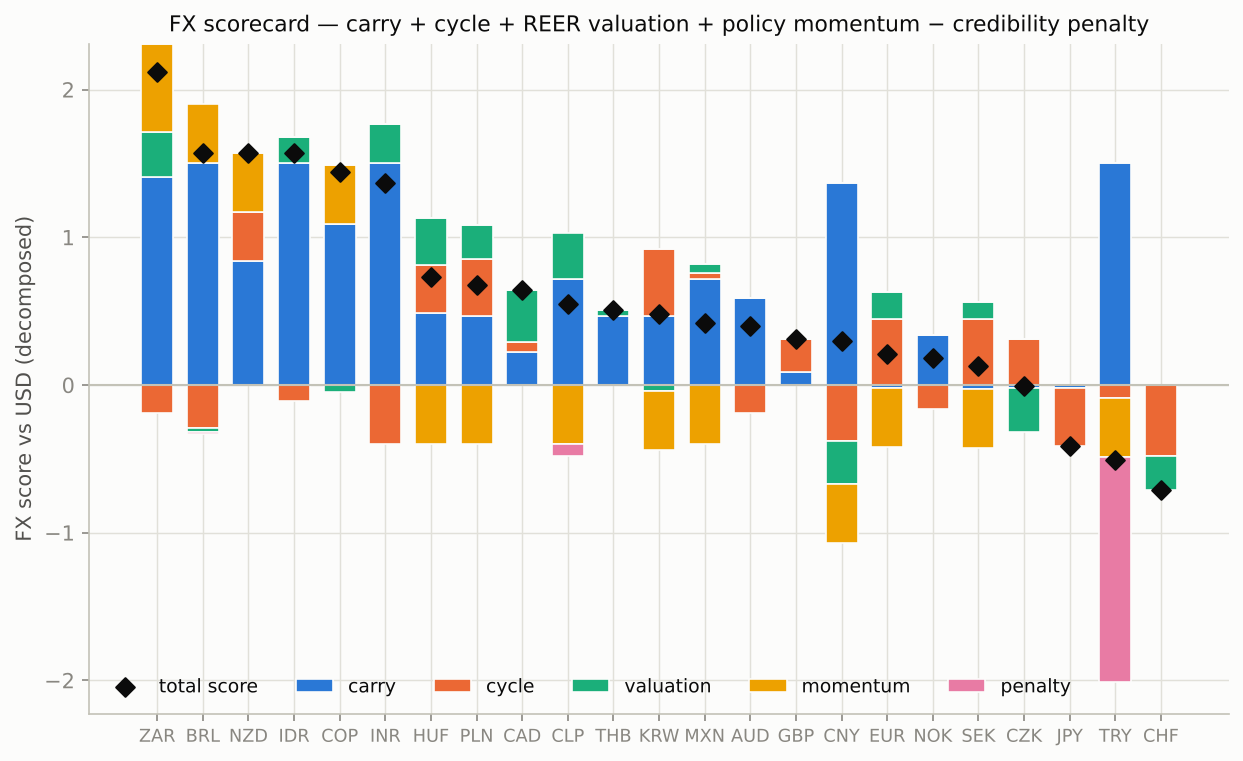 FX scorecard — carry + cycle + REER valuation + policy momentum − credibility penalty
FX score vs USD (decomposed)
2
1
0
−1
−2
total score carry cycle valuation momentum penalty
ZAR BRL NZD IDR COP INR HUF PLN CAD CLP THB KRW MXN AUD GBP CNY EUR NOK SEK CZK JPY TRY CHF